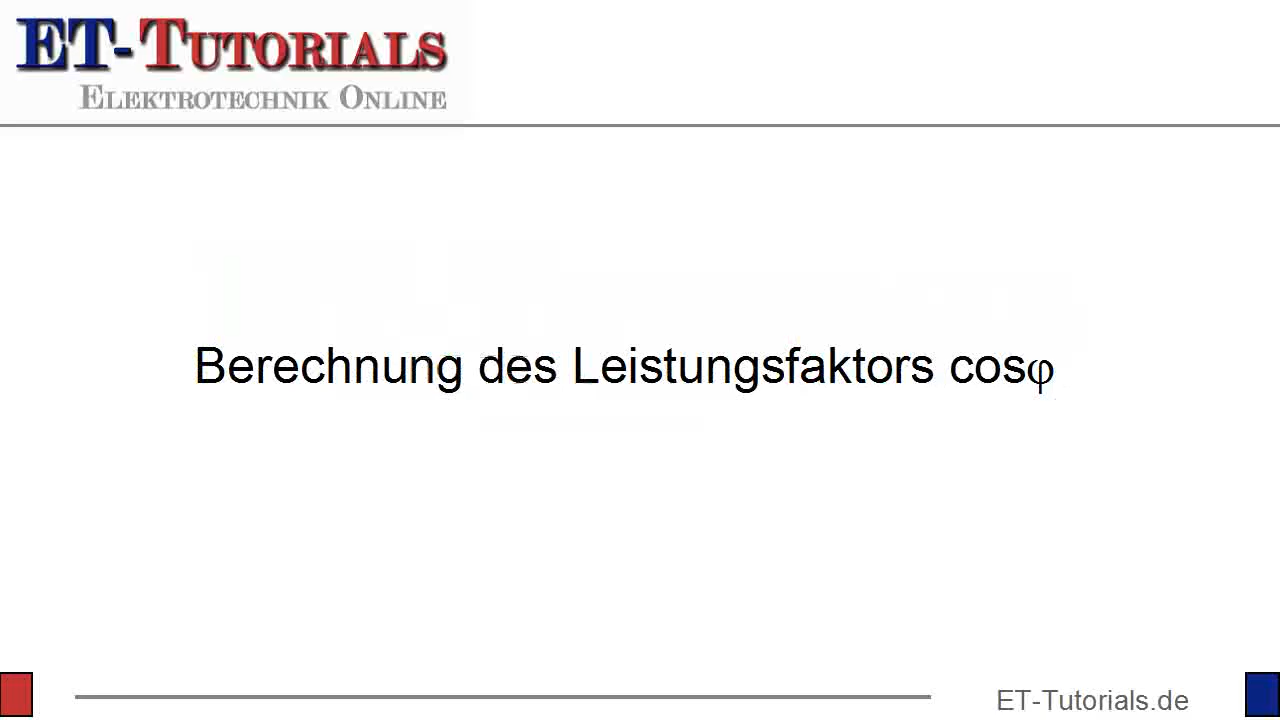 ET-TUTORIALS
ELEKTROTECHNIK ONLINE
Berechnung des Leistungsfaktors cosφ
ET-Tutorials.de